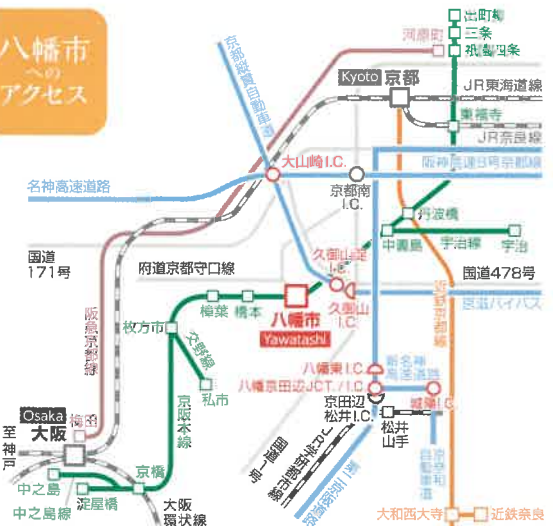 八幡市
への
アクセス
出町柳
三条
祇園四条
河原町
京都縦貫自動車道
Kyoto 京都
JR東海道線
東福寺
JR奈良線
大山崎I.C.
阪神高速8号京都線
名神高速道路
京都南
I.C.
丹波橋
中書島
宇治線
宇治
国道
171号
府道京都守口線
久御山淀
I.C.
国道478号
久御山
I.C.
京滋バイパス
樟葉
橋本
八幡市
Yawatashi
阪急京都線
枚方市
交野線
私市
近鉄京都線
八幡東I.C.
新名神
高速道路
八幡京田辺JCT./I.C.
城陽I.C.
京田辺
松井I.C.
松井
山手
Osaka
大阪
梅田
至神戸
京阪本線
JR学研都市線
国道1号
第二京阪道路
京奈和
自動車道
中之島
京橋
中之島線
淀屋橋
大阪
環状線
大和西大寺
近鉄奈良